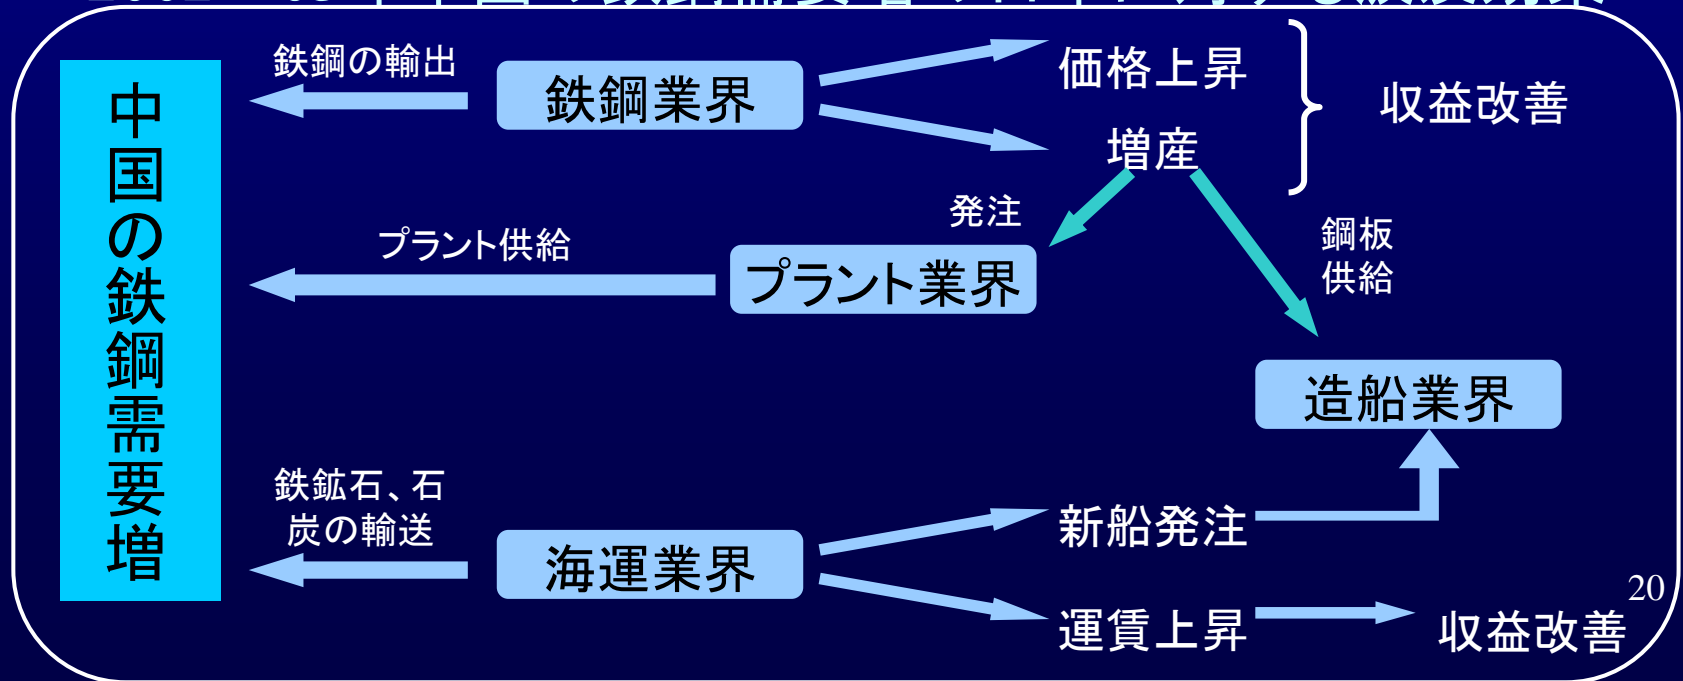 鉄鋼の輸出
鉄鋼業界
価格上昇
増産
収益改善
中国の鉄鋼需要増
発注
プラント供給
プラント業界
鋼板
供給
造船業界
鉄鉱石、石
炭の輸送
海運業界
新船発注
運賃上昇
収益改善
20